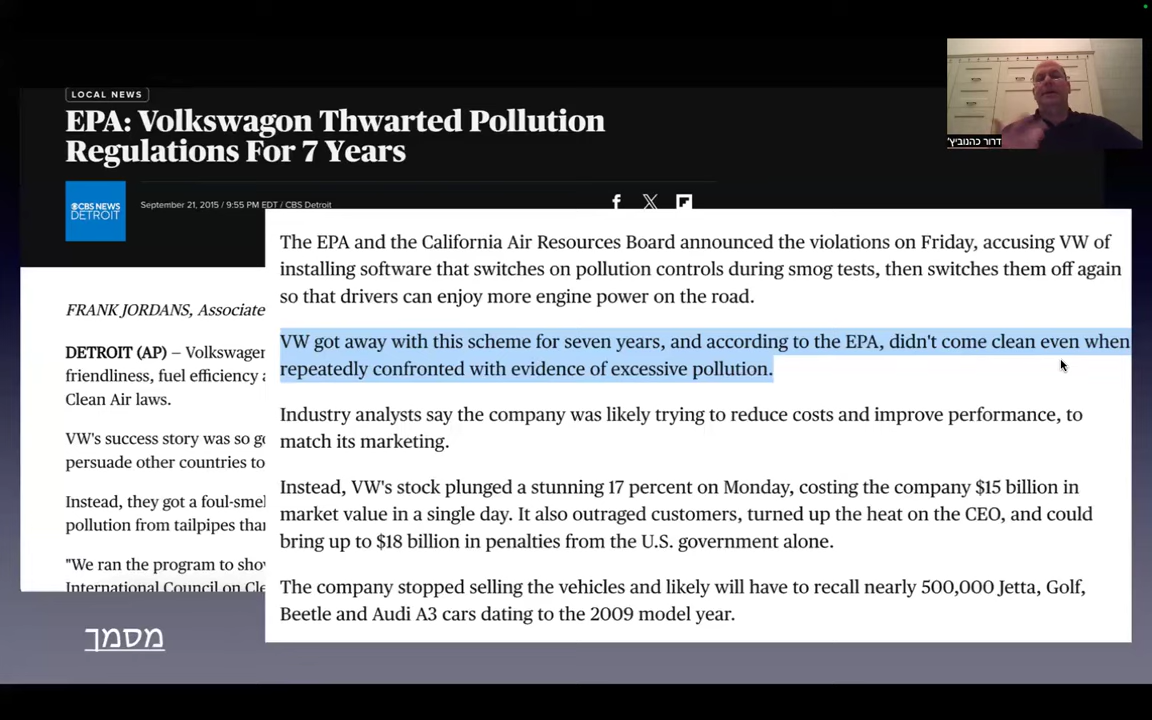 LOCAL NEWS
EPA: Volkswagon Thwarted Pollution
Regulations For 7 Years
CBS NEWS
DETROIT
September 21, 2015 / 9:55 PM EDT / CBS Detroit
דרור כהנוביץ'
FRANK JORDANS, Associate
DETROIT (AP) – Volkswagen
friendliness, fuel efficiency a
Clean Air laws.
VW's success story was so go
persuade other countries to
Instead, they got a foul-smel
pollution from tailpipes than
"We ran the program to show
International Council on Cle
The EPA and the California Air Resources Board announced the violations on Friday, accusing VW of
installing software that switches on pollution controls during smog tests, then switches them off again
so that drivers can enjoy more engine power on the road.
VW got away with this scheme for seven years, and according to the EPA, didn't come clean even when
repeatedly confronted with evidence of excessive pollution.
Industry analysts say the company was likely trying to reduce costs and improve performance, to
match its marketing.
Instead, VW's stock plunged a stunning 17 percent on Monday, costing the company $15 billion in
market value in a single day. It also outraged customers, turned up the heat on the CEO, and could
bring up to $18 billion in penalties from the U.S. government alone.
The company stopped selling the vehicles and likely will have to recall nearly 500,000 Jetta, Golf,
Beetle and Audi A3 cars dating to the 2009 model year.
מסמך